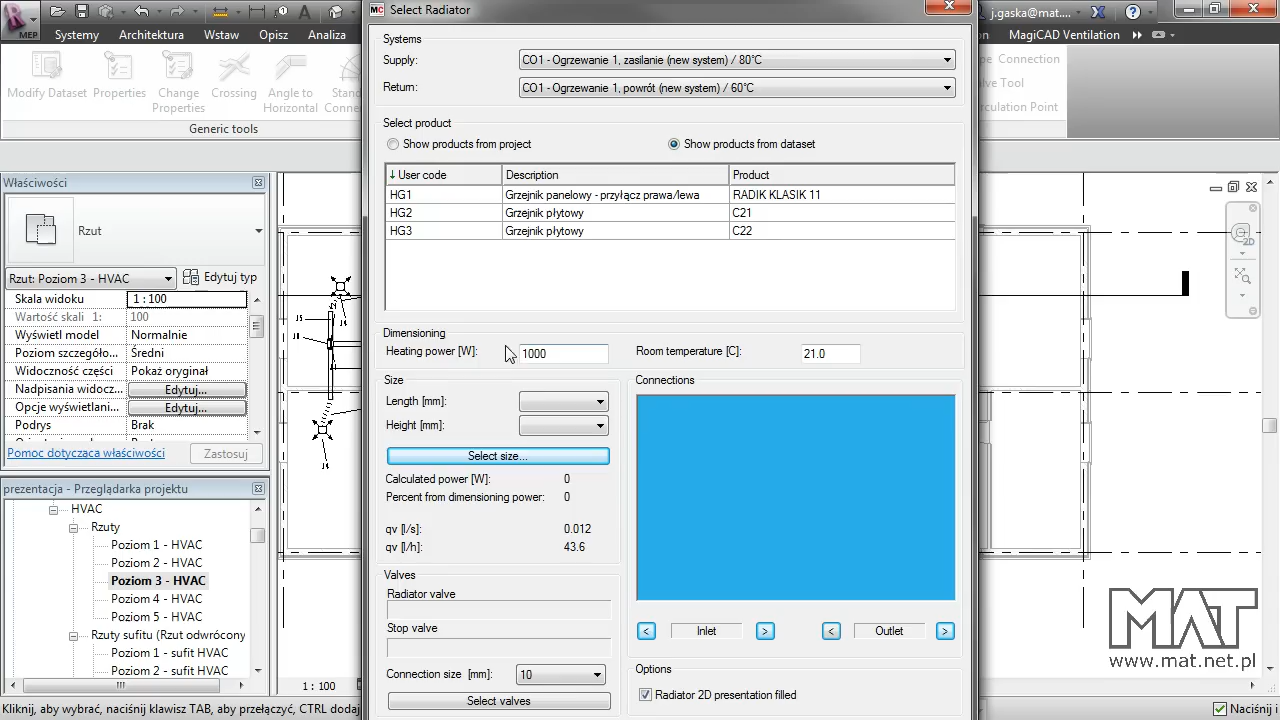 MC Select Radiator
j.gaska@mat....
MEP
Systemy
Architektura
Wstaw
Opisz
Analiza
MagiCAD Ventilation
Modify Dataset
Properties
Change Properties
Crossing
Angle to Horizontal
Connection
Generic tools
Systems
Supply:
CO1 - Ogrzewanie 1, zasilanie (new system) / 80°C
Return:
CO1 - Ogrzewanie 1, powrót (new system) / 60°C
Select product
Show products from project
Show products from dataset
User code
Description
Product
HG1
Grzejnik panelowy - przyłącz prawa/lewa
RADIK KLASIK 11
HG2
Grzejnik płytowy
C21
HG3
Grzejnik płytowy
C22
Dimensioning
Heating power [W]:
1000
Room temperature [C]:
21.0
Size
Length [mm]:
Height [mm]:
Select size...
Calculated power [W]:
0
Percent from dimensioning power:
0
qv [l/s]:
0.012
qv [l/h]:
43.6
Connections
< Inlet >
< Outlet >
Valves
Radiator valve
Stop valve
Connection size [mm]:
10
Select valves
Options
Radiator 2D presentation filled
Właściwości
Rzut
Rzut: Poziom 3 - HVAC
Edytuj typ
Skala widoku
1 : 100
Wartość skali 1:
100
Wyświetl model
Normalnie
Poziom szczegóło...
Średni
Widoczność części
Pokaż oryginał
Nadpisania widocz...
Edytuj...
Opcje wyświetlani...
Edytuj...
Podrys
Brak
Pomoc dotycząca właściwości
Zastosuj
prezentacja - Przeglądarka projektu
HVAC
Rzuty
Poziom 1 - HVAC
Poziom 2 - HVAC
Poziom 3 - HVAC
Poziom 4 - HVAC
Poziom 5 - HVAC
Rzuty sufitu (Rzut odwrócony
Poziom 1 - sufit HVAC
Poziom 2 - sufit HVAC
1 : 100
Kliknij, aby wybrać, naciśnij klawisz TAB, aby przełączyć, CTRL dodaj
Naciśnij i
MAT
www.mat.net.pl